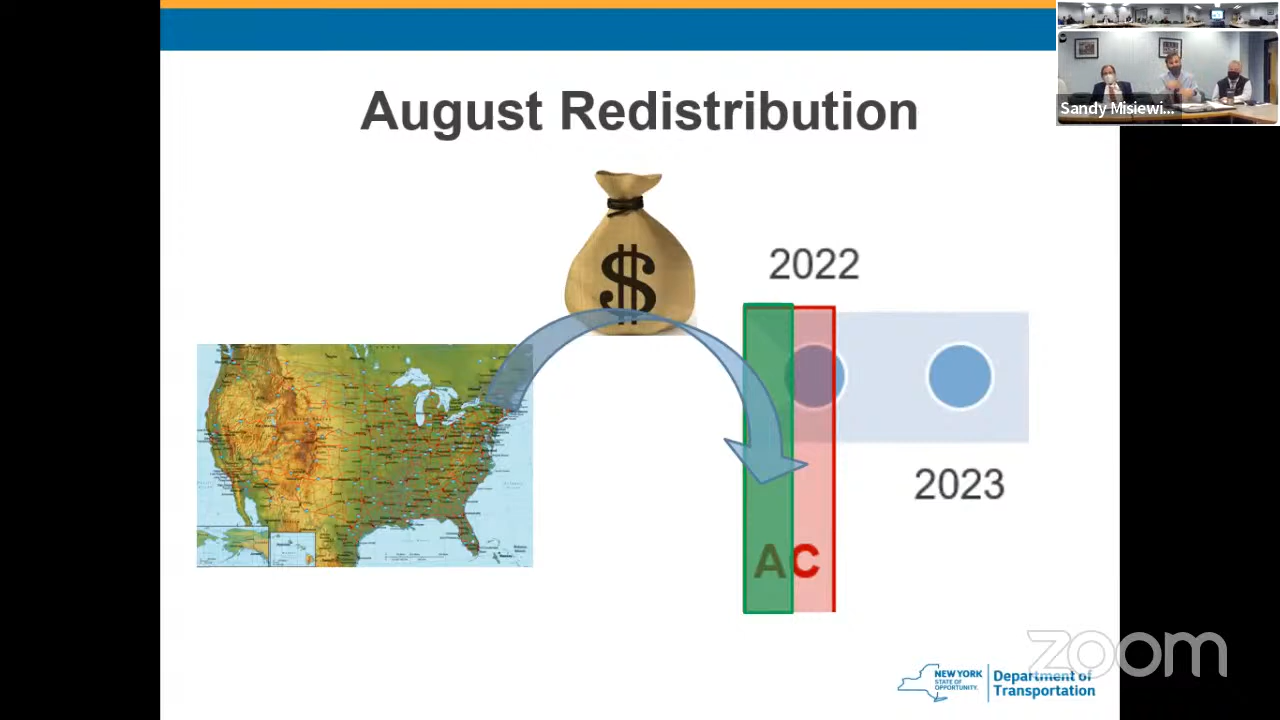 August Redistribution
Sandy Misiewi...
$
2022
2023
AC
NEW YORK
STATE OF
OPPORTUNITY.
Department of
Transportation
zoom